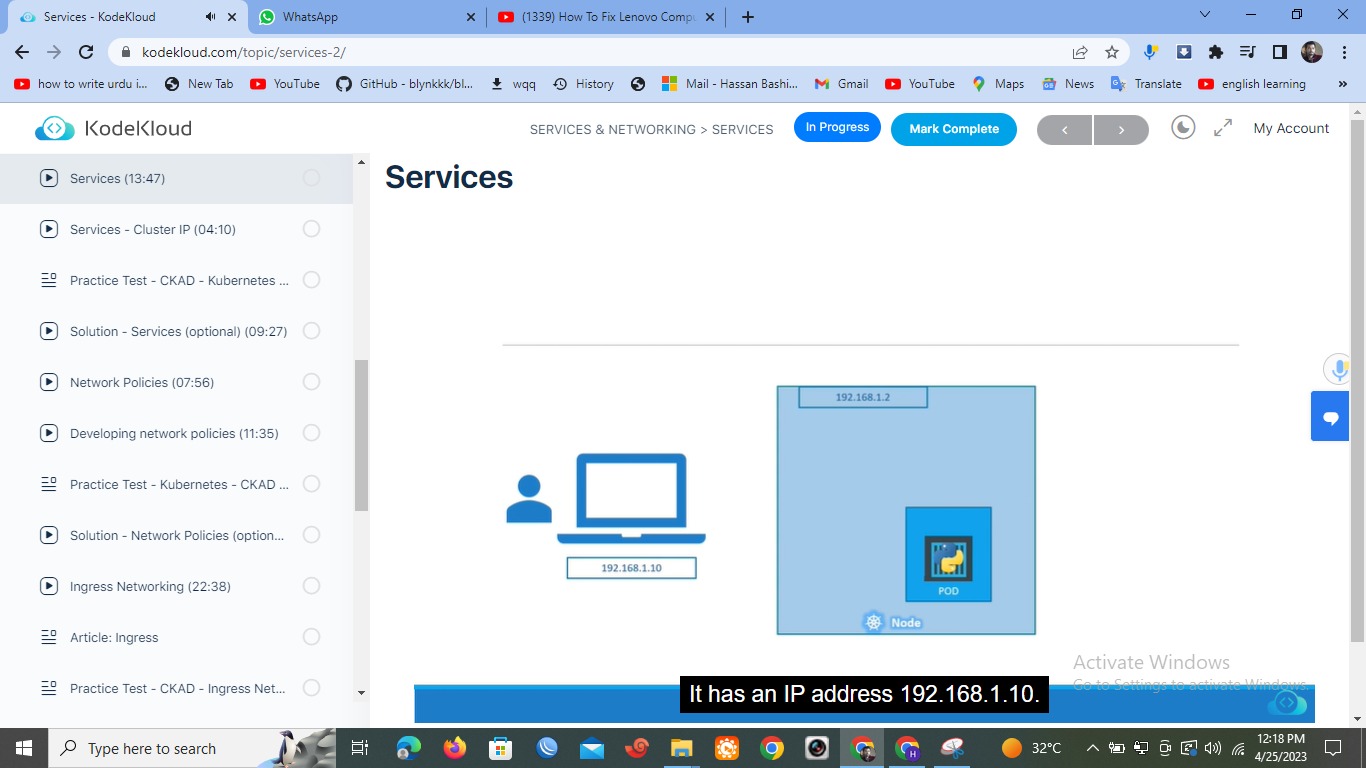 Services - KodeKloud
WhatsApp
(1339) How To Fix Lenovo Compu
kodekloud.com/topic/services-2/
how to write urdu i...
New Tab
YouTube
GitHub - blynkkk/bl...
wqq
History
Mail - Hassan Bashi...
Gmail
YouTube
Maps
News
Translate
english learning
»
KodeKloud
SERVICES & NETWORKING > SERVICES
In Progress
Mark Complete
<
>
My Account
Services (13:47)
Services - Cluster IP (04:10)
Practice Test - CKAD - Kubernetes ...
Solution - Services (optional) (09:27)
Network Policies (07:56)
Developing network policies (11:35)
Practice Test - Kubernetes - CKAD ...
Solution - Network Policies (option...
Ingress Networking (22:38)
Article: Ingress
Practice Test - CKAD - Ingress Net...
Services
192.168.1.2
192.168.1.10
POD
Node
It has an IP address 192.168.1.10.
Activate Windows
Go to Settings to activate Windows.
Type here to search
H
32°C
12:18 PM
4/25/2023